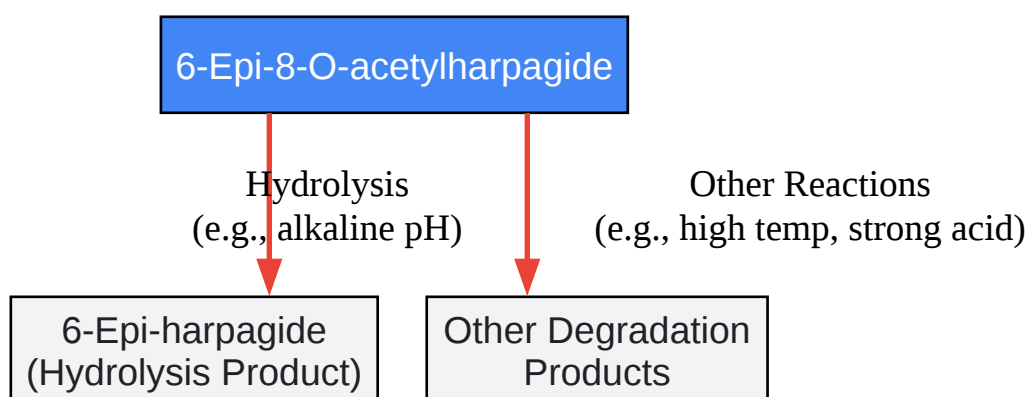 6-Epi-8-O-acetylharpagide
Hydrolysis
(e.g., alkaline pH)
Other Reactions
(e.g., high temp, strong acid)
6-Epi-harpagide
(Hydrolysis Product)
Other Degradation
Products